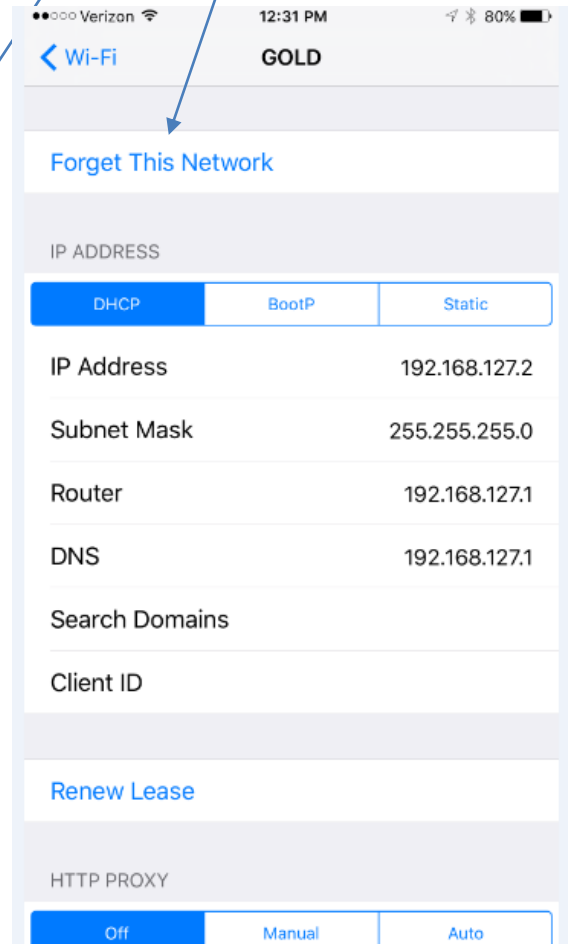 Verizon 12:31 PM 80%
Wi-Fi GOLD
Forget This Network
IP ADDRESS
DHCP BootP Static
IP Address 192.168.127.2
Subnet Mask 255.255.255.0
Router 192.168.127.1
DNS 192.168.127.1
Search Domains
Client ID
Renew Lease
HTTP PROXY
Off Manual Auto